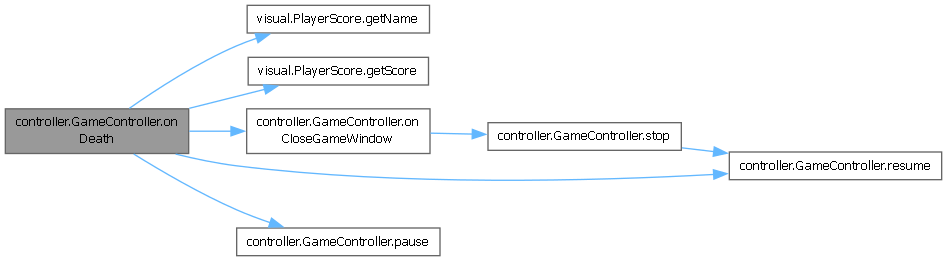 visual.PlayerScore.getName
visual.PlayerScore.getScore
controller.GameController.on
Death
controller.GameController.on
CloseGameWindow
controller.GameController.stop
controller.GameController.resume
controller.GameController.pause